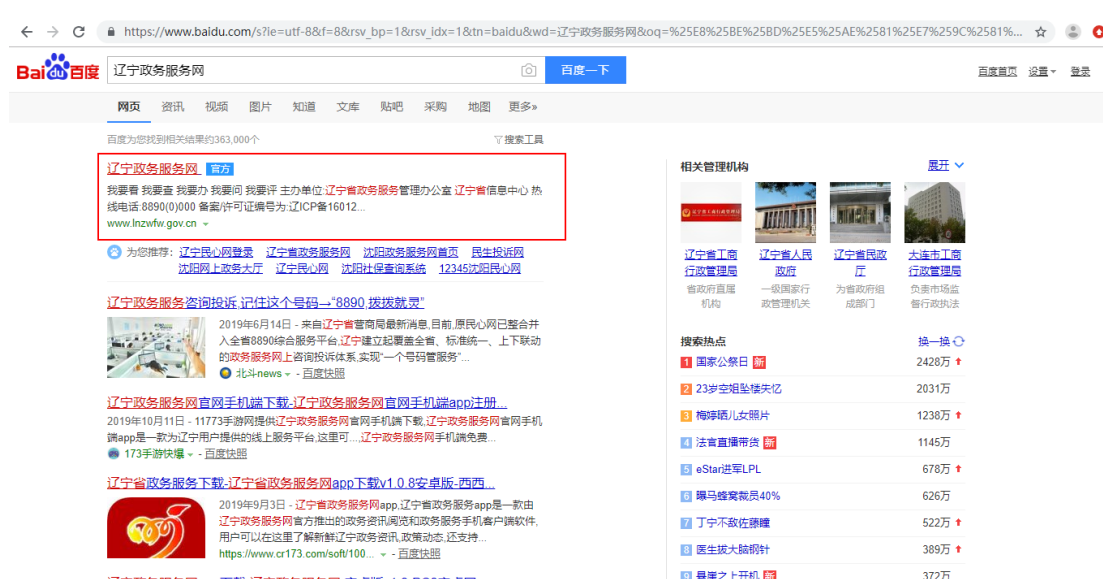 https://www.baidu.com/s?ie=utf-8&f=8&rsv_bp=1&rsv_idx=1&tn=baidu&wd=辽宁政务服务网&oq=%25E8%25BE%25BD%25E5%25AE%2581%25E7%259C%2581%...
Bai du 百度
辽宁政务服务网
百度一下
百度首页 设置 登录
网页 资讯 视频 图片 知道 文库 贴吧 采购 地图 更多»
百度为您找到相关结果约363,000个
搜索工具
辽宁政务服务网 官方
我要看 我要查 我要办 我要问 我要评 主办单位:辽宁省政务服务管理办公室 辽宁省信息中心 热
线电话:8890(0)000 备案/许可证编号为:辽ICP备16012...
www.lnzwfw.gov.cn
为您推荐: 辽宁民心网登录 辽宁省政务服务网 沈阳政务服务网首页 民生投诉网
沈阳网上政务大厅 辽宁民心网 沈阳社保查询系统 12345沈阳民心网
辽宁政务服务咨询投诉,记住这个号码→“8890,拨拨就灵”
2019年6月14日 - 来自辽宁省营商局最新消息,目前,原民心网已整合并
入全省8890综合服务平台,辽宁建立起覆盖全省、标准统一、上下联动
的政务服务网上咨询投诉体系,实现“一个号码管服务”...
北斗news - 百度快照
辽宁政务服务网官网手机端下载-辽宁政务服务网官网手机端app注册...
2019年10月11日 - 11773手游网提供辽宁政务服务网官网手机端下载,辽宁政务服务网官网手机
端app是一款为辽宁用户提供的线上服务平台,这里可...,辽宁政务服务网手机端免费...
173手游快爆 - 百度快照
辽宁省政务服务下载-辽宁省政务服务网app下载v1.0.8安卓版-西西...
2019年9月3日 - 辽宁省政务服务网app,辽宁省政务服务app是一款由
辽宁政务服务网官方推出的政务资讯阅览和政务服务手机客户端软件,
用户可以在这里了解新鲜辽宁政务资讯,政策动态,还支持...
https://www.cr173.com/soft/100... - 百度快照
相关管理机构
展开
辽宁省工商
行政管理局
省政府直属
机构
辽宁省人民
政府
一级国家行
政管理机关
辽宁省民政
厅
为省政府组
成部门
大连市工商
行政管理局
负责市场监
督行政执法
搜索热点
换一换
1 国家公祭日 新 2428万
2 23岁空姐坠楼失忆 2031万
3 梅婷晒儿女照片 1238万
4 法官直播带货 新 1145万
5 eStar进军LPL 678万
6 曝马蜂窝裁员40% 626万
7 丁宁不敌佐藤瞳 522万
8 医生拔大脑钢针 389万
9 悬崖之上开机 新 372万